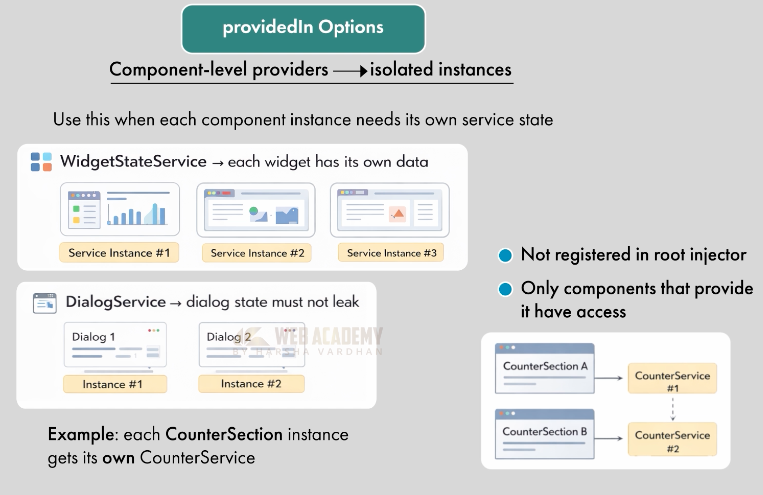 providedIn Options
Component-level providers → isolated instances
Use this when each component instance needs its own service state
WidgetStateService → each widget has its own data
Service Instance #1
Service Instance #2
Service Instance #3
DialogService → dialog state must not leak
Dialog 1
Dialog 2
Instance #1
Instance #2
WEB ACADEMY
BY HARSHA VARDHAN
Example: each CounterSection instance
gets its own CounterService
Not registered in root injector
Only components that provide
it have access
CounterSection A
CounterService
#1
CounterSection B
CounterService
#2